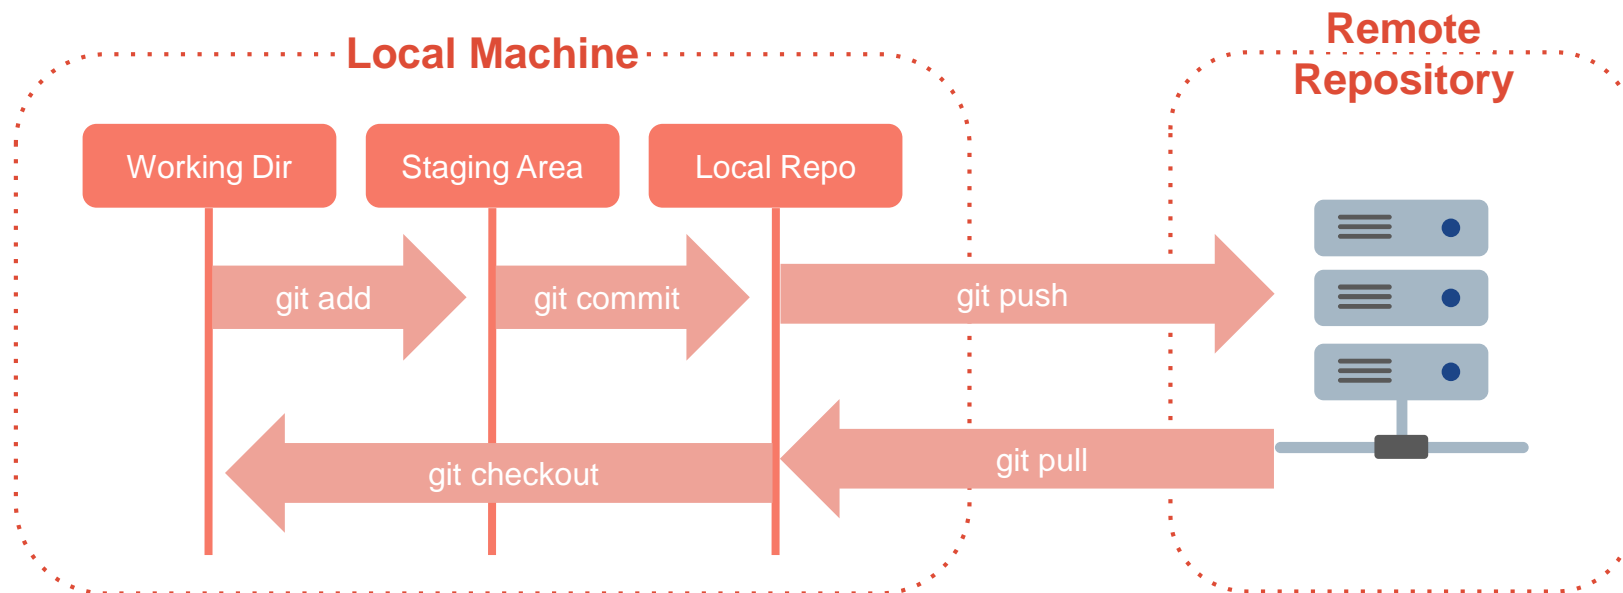 Local Machine
Remote
Repository
Working Dir
Staging Area
Local Repo
git add
git commit
git push
git checkout
git pull